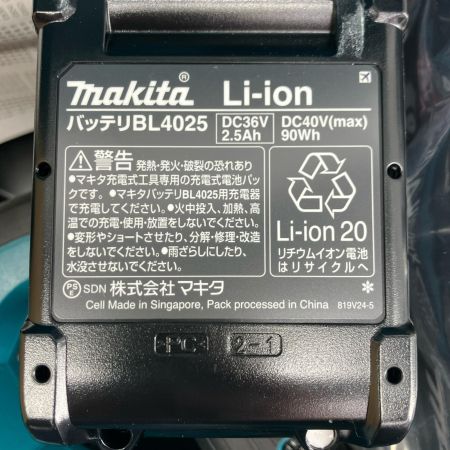 makita® Li-ion
バッテリBL4025 DC36V 2.5Ah DC40V(max) 90Wh
⚠警告 発熱・発火・破裂の恐れあり
●マキタ充電式工具専用の充電式電池パッ
クです。●マキタバッテリBL4025用充電器
で充電してください。●火中投入、加熱、高
温での充電・使用・放置をしないでください。
●変形やショートさせたり、分解・修理・改造
をしないでください。●雨ざらしにしたり、
水没させないでください。
Li-ion 20
リチウムイオン電池
はリサイクルへ
PSE SDN 株式会社マキタ
Cell Made in Singapore, Pack processed in China 819V24-5
>PC< 2-1